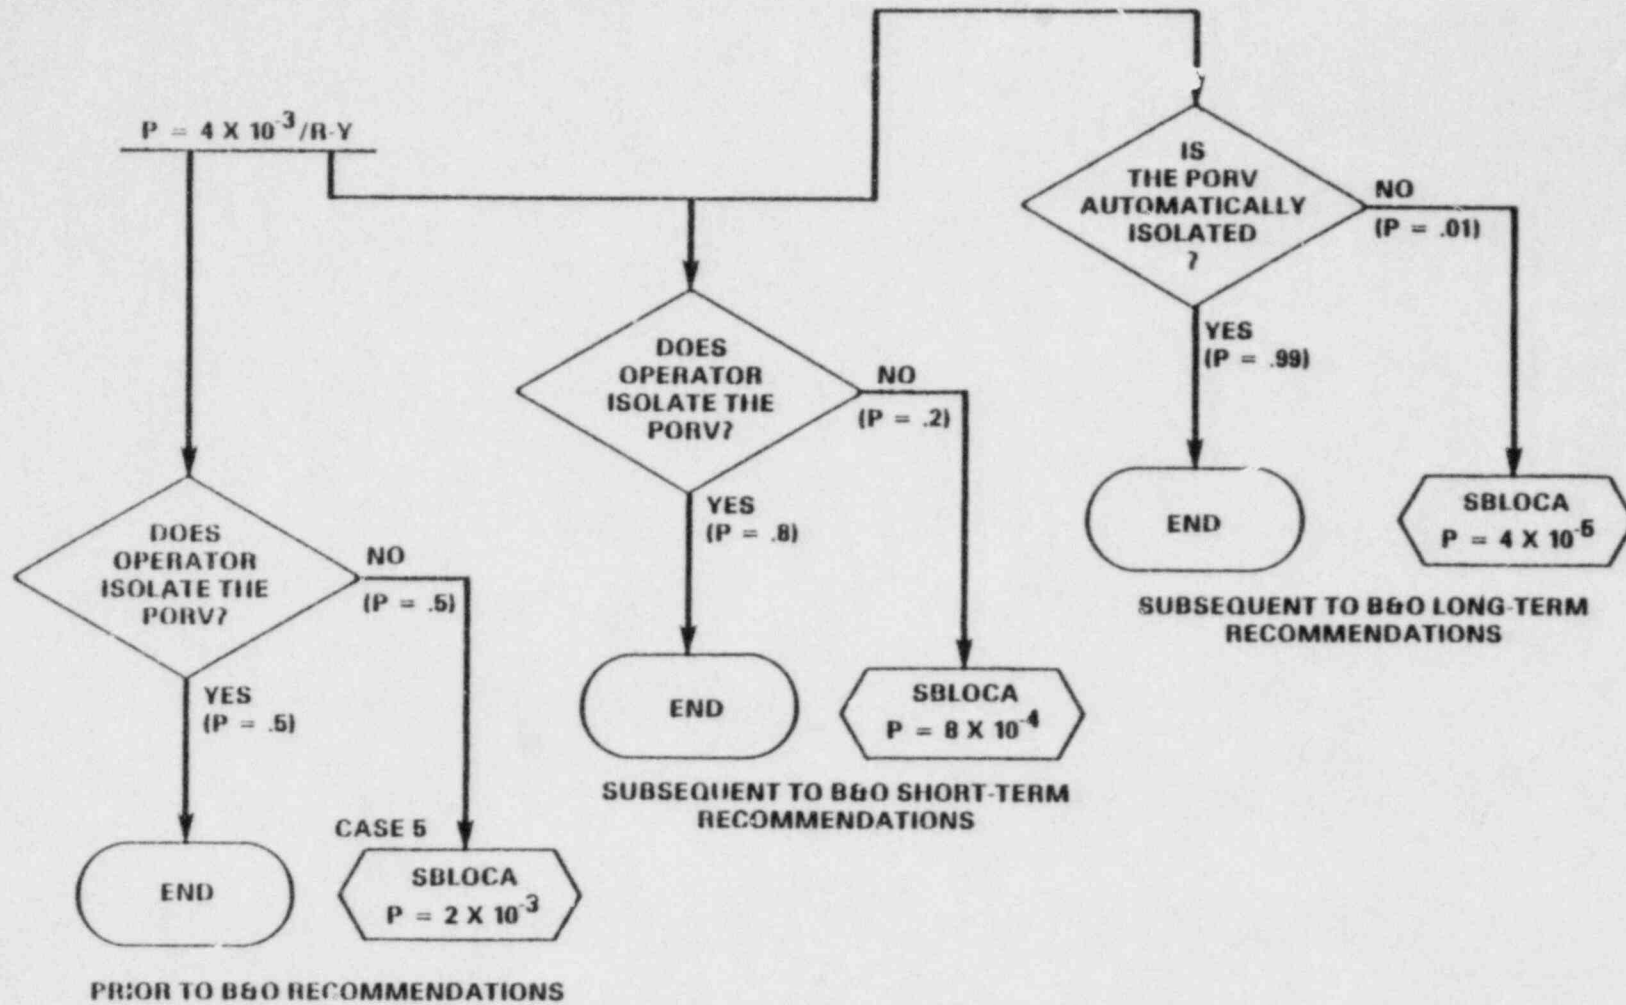 P = 4 X 10⁻³/R-Y
DOES
OPERATOR
ISOLATE THE
PORV?
NO
(P = .5)
YES
(P = .5)
END
CASE 5
SBLOCA
P = 2 X 10⁻³
PRIOR TO B&O RECOMMENDATIONS
DOES
OPERATOR
ISOLATE THE
PORV?
NO
(P = .2)
YES
(P = .8)
END
SBLOCA
P = 8 X 10⁻⁴
SUBSEQUENT TO B&O SHORT-TERM
RECOMMENDATIONS
IS
THE PORV
AUTOMATICALLY
ISOLATED
?
NO
(P = .01)
YES
(P = .99)
END
SBLOCA
P = 4 X 10⁻⁵
SUBSEQUENT TO B&O LONG-TERM
RECOMMENDATIONS